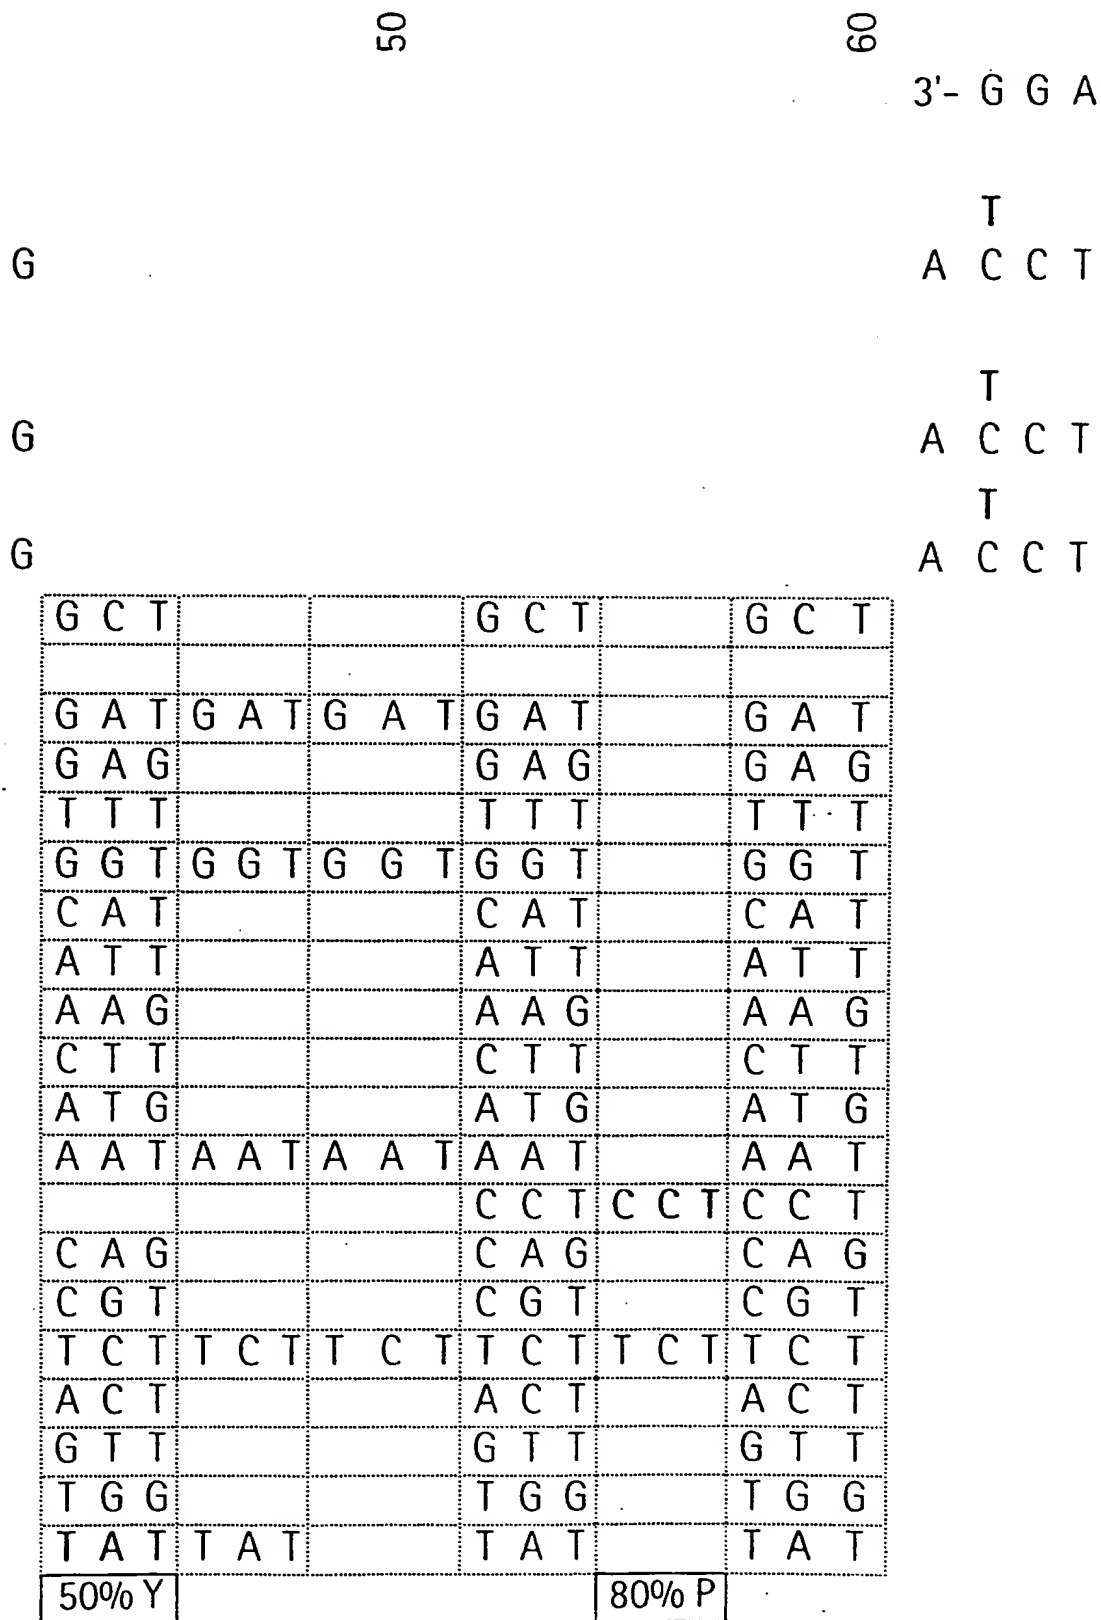 50 60
3'- G G A
T
G A C C T
T
G A C C T
T
G A C C T
G C T G C T G C T
G A T G A T G A T G A T G A T
G A G G A G G A G
T T T T T T T T T
G G T G G T G G T G G T G G T
C A T C A T C A T
A T T A T T A T T
A A G A A G A A G
C T T C T T C T T
A T G A T G A T G
A A T A A T A A T A A T A A T
C C T C C T C C T
C A G C A G C A G
C G T C G T C G T
T C T T C T T C T T C T T C T T C T
A C T A C T A C T
G T T G T T G T T
T G G T G G T G G
T A T T A T T A T T A T
50% Y 80% P